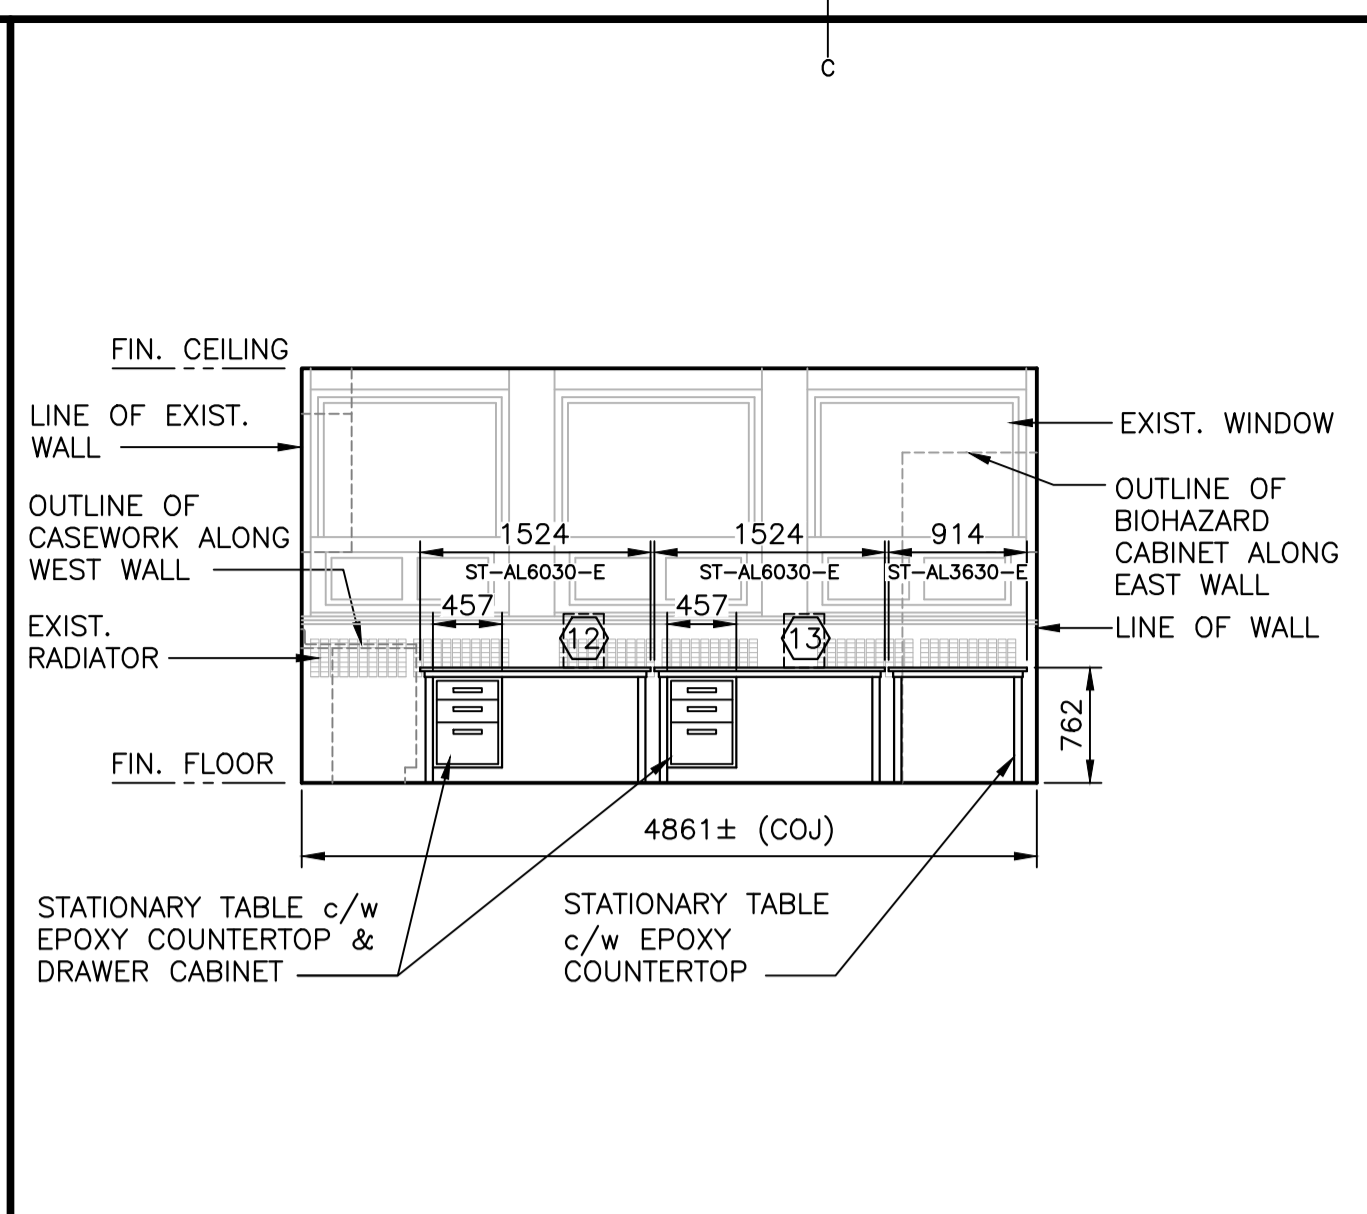 C
FIN. CEILING
LINE OF EXIST.
WALL
OUTLINE OF
CASEWORK ALONG
WEST WALL
EXIST.
RADIATOR
FIN. FLOOR
EXIST. WINDOW
OUTLINE OF
BIOHAZARD
CABINET ALONG
EAST WALL
LINE OF WALL
1524
1524
914
ST-AL6030-E
ST-AL6030-E
ST-AL3630-E
457
457
12
13
762
4861± (COJ)
STATIONARY TABLE c/w
EPOXY COUNTERTOP &
DRAWER CABINET
STATIONARY TABLE
c/w EPOXY
COUNTERTOP